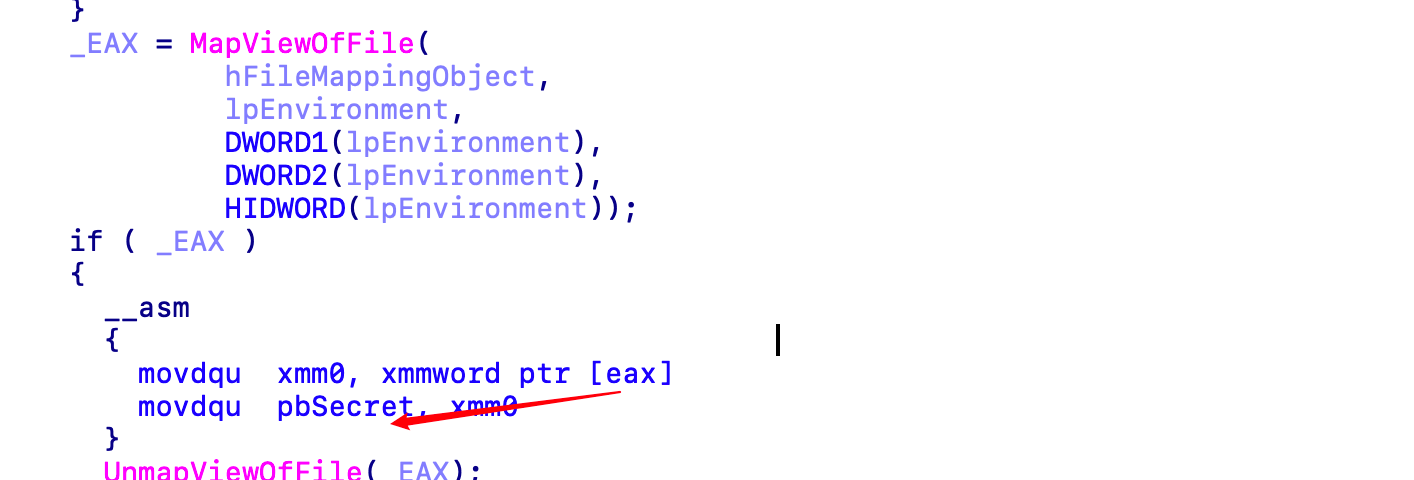 }
_EAX = MapViewOfFile(
hFileMappingObject,
lpEnvironment,
DWORD1(lpEnvironment),
DWORD2(lpEnvironment),
HIDWORD(lpEnvironment));
if ( _EAX )
{
__asm
{
movdqu  xmm0, xmmword ptr [eax]
movdqu  pbSecret, xmm0
}
UnmapViewOfFile(_EAX);